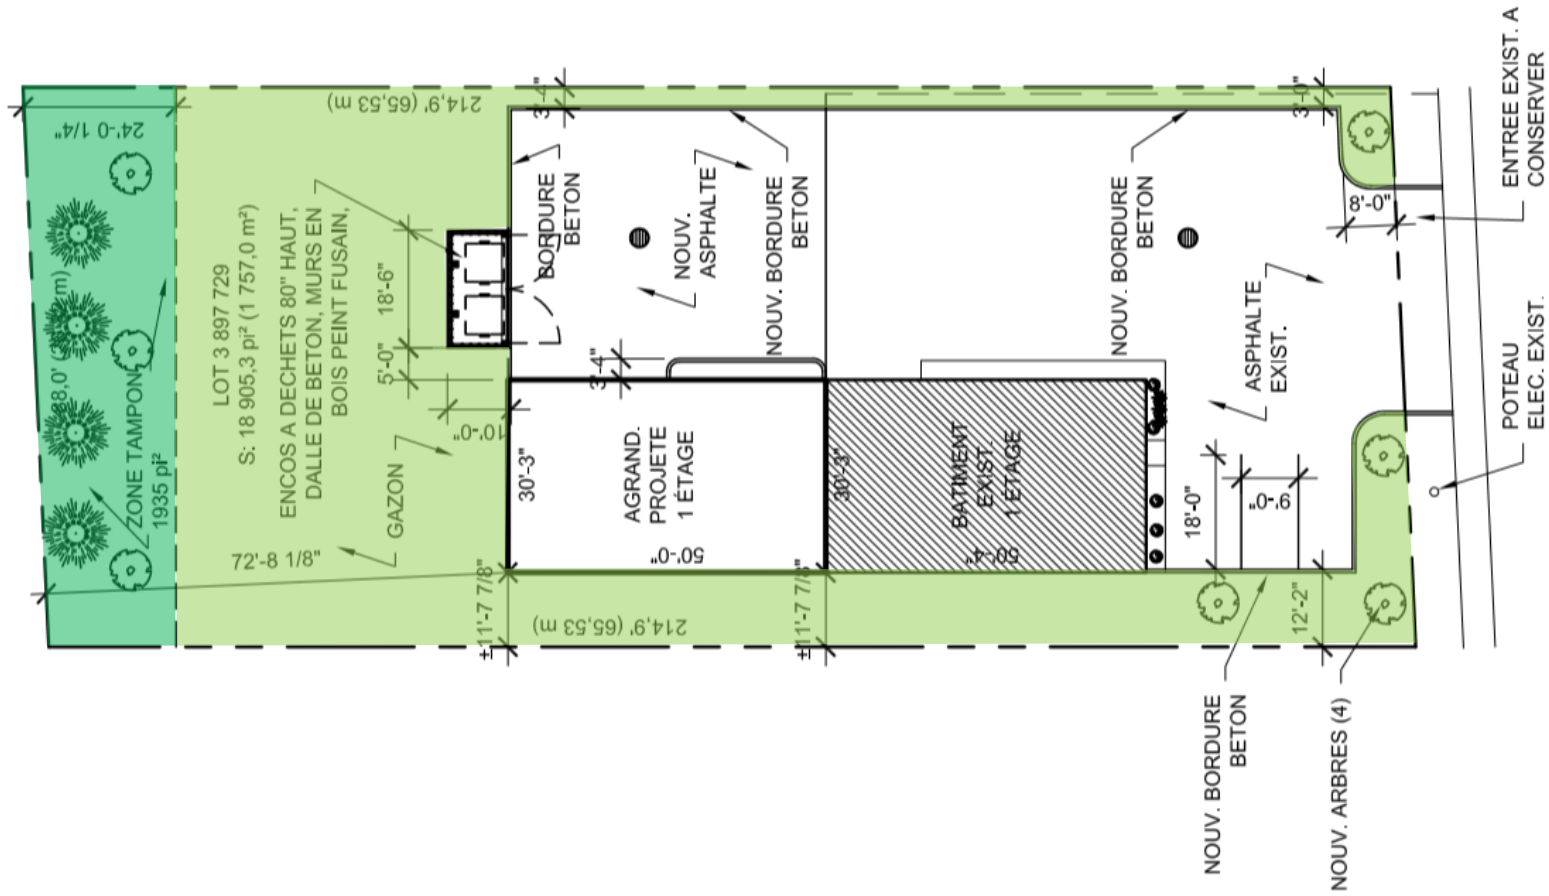 24'-0 1/4"
214,9' (65,53 m)
ZONE TAMPON
1935 pi²
LOT 3 897 729
S: 18 905,3 pi² (1 757,0 m²)
ENCOS A DECHETS 80" HAUT,
DALLE DE BETON, MURS EN
BOIS PEINT FUSAIN,
GAZON
72'-8 1/8"
18'-6"
5'-0"
10'-0"
3'-4"
BORDURE
BETON
NOUV.
ASPHALTE
NOUV. BORDURE
BETON
3'-4"
30'-3"
AGRAND.
PROJETE
1 ÉTAGE
50'-0"
±11'-7 7/8"
214,9' (65,53 m)
±11'-7 7/8"
30'-3"
BATIMENT
EXIST.
1 ÉTAGE
50'-4"
NOUV. BORDURE
BETON
3'-0"
8'-0"
ASPHALTE
EXIST.
18'-0"
9'-0"
12'-2"
ENTREE EXIST. A
CONSERVER
POTEAU
ELEC. EXIST.
NOUV. BORDURE
BETON
NOUV. ARBRES (4)